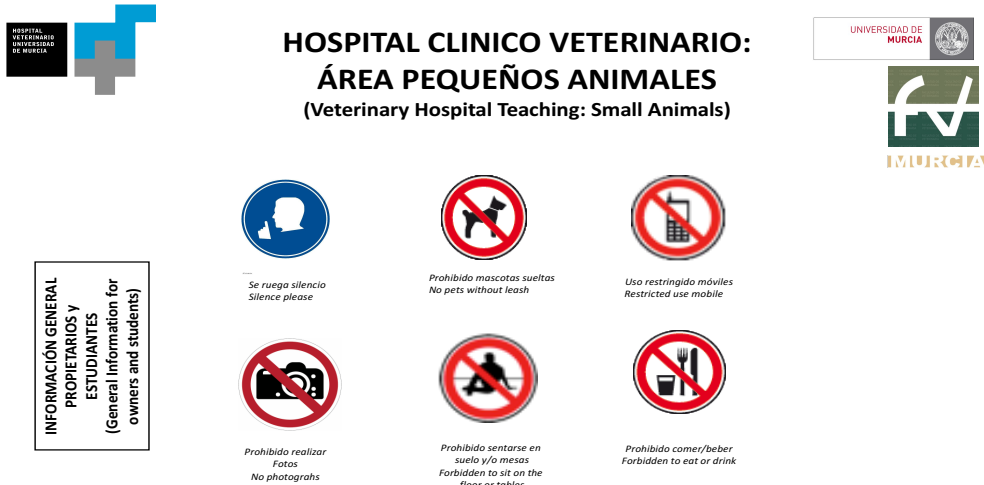 HOSPITAL
VETERINARIO
UNIVERSIDAD
DE MURCIA
HOSPITAL CLINICO VETERINARIO:
ÁREA PEQUEÑOS ANIMALES
(Veterinary Hospital Teaching: Small Animals)
UNIVERSIDAD DE
MURCIA
MURCIA
INFORMACIÓN GENERAL
PROPIETARIOS y
ESTUDIANTES
(General Information for
owners and students)
Se ruega silencio
Silence please
Prohibido mascotas sueltas
No pets without leash
Uso restringido móviles
Restricted use mobile
Prohibido realizar
Fotos
No photograhs
Prohibido sentarse en
suelo y/o mesas
Forbidden to sit on the
floor or tables
Prohibido comer/beber
Forbidden to eat or drink